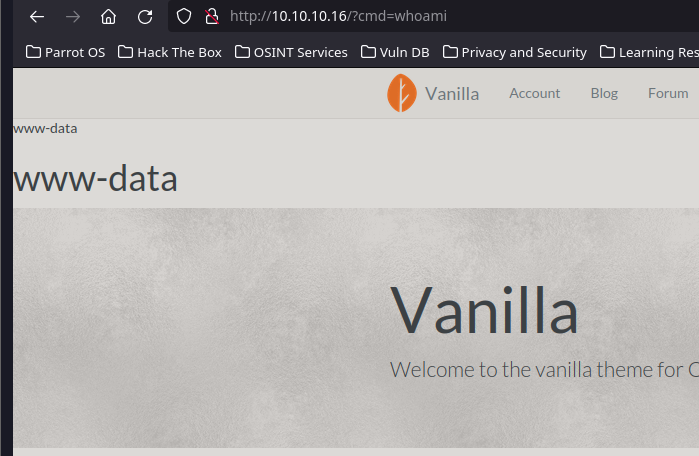 http://10.10.10.16/?cmd=whoami
Parrot OS Hack The Box OSINT Services Vuln DB Privacy and Security Learning Res
Vanilla Account Blog Forum
www-data
www-data
Vanilla
Welcome to the vanilla theme for